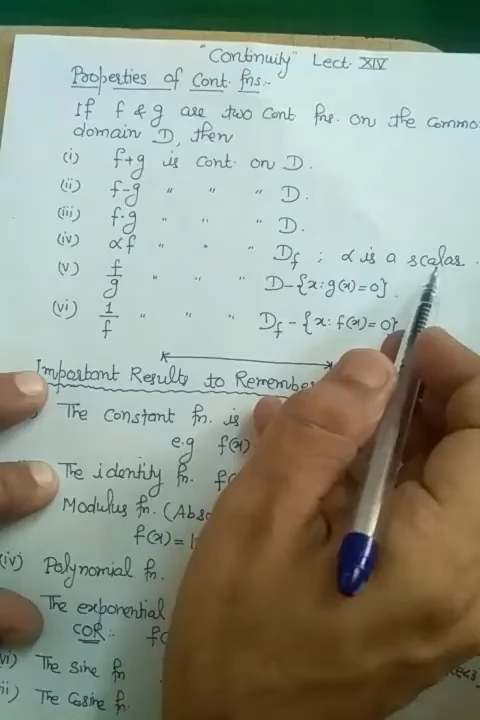 "Continuity" Lect. XIV
Properties of Cont. fns:-
If f & g are two Cont fns. on the commo
domain D, then
(i) f+g is cont. on D.
(ii) f-g " " " D.
(iii) f.g " " " D.
(iv) αf " " " Df ; α is a scalar.
(v) f/g " " " D-{x: g(x)=0}.
(vi) 1/f " " " Df - {x: f(x)=0}
Important Results to Remember
The constant fn. is
e.g f(x)
The identity fn. f(
Modulus fn. (Abso
f(x)=
(iv) Polynomial fn.
The exponential
COR:- f(
vi) The Sine fn
ii) The Cosine fn.